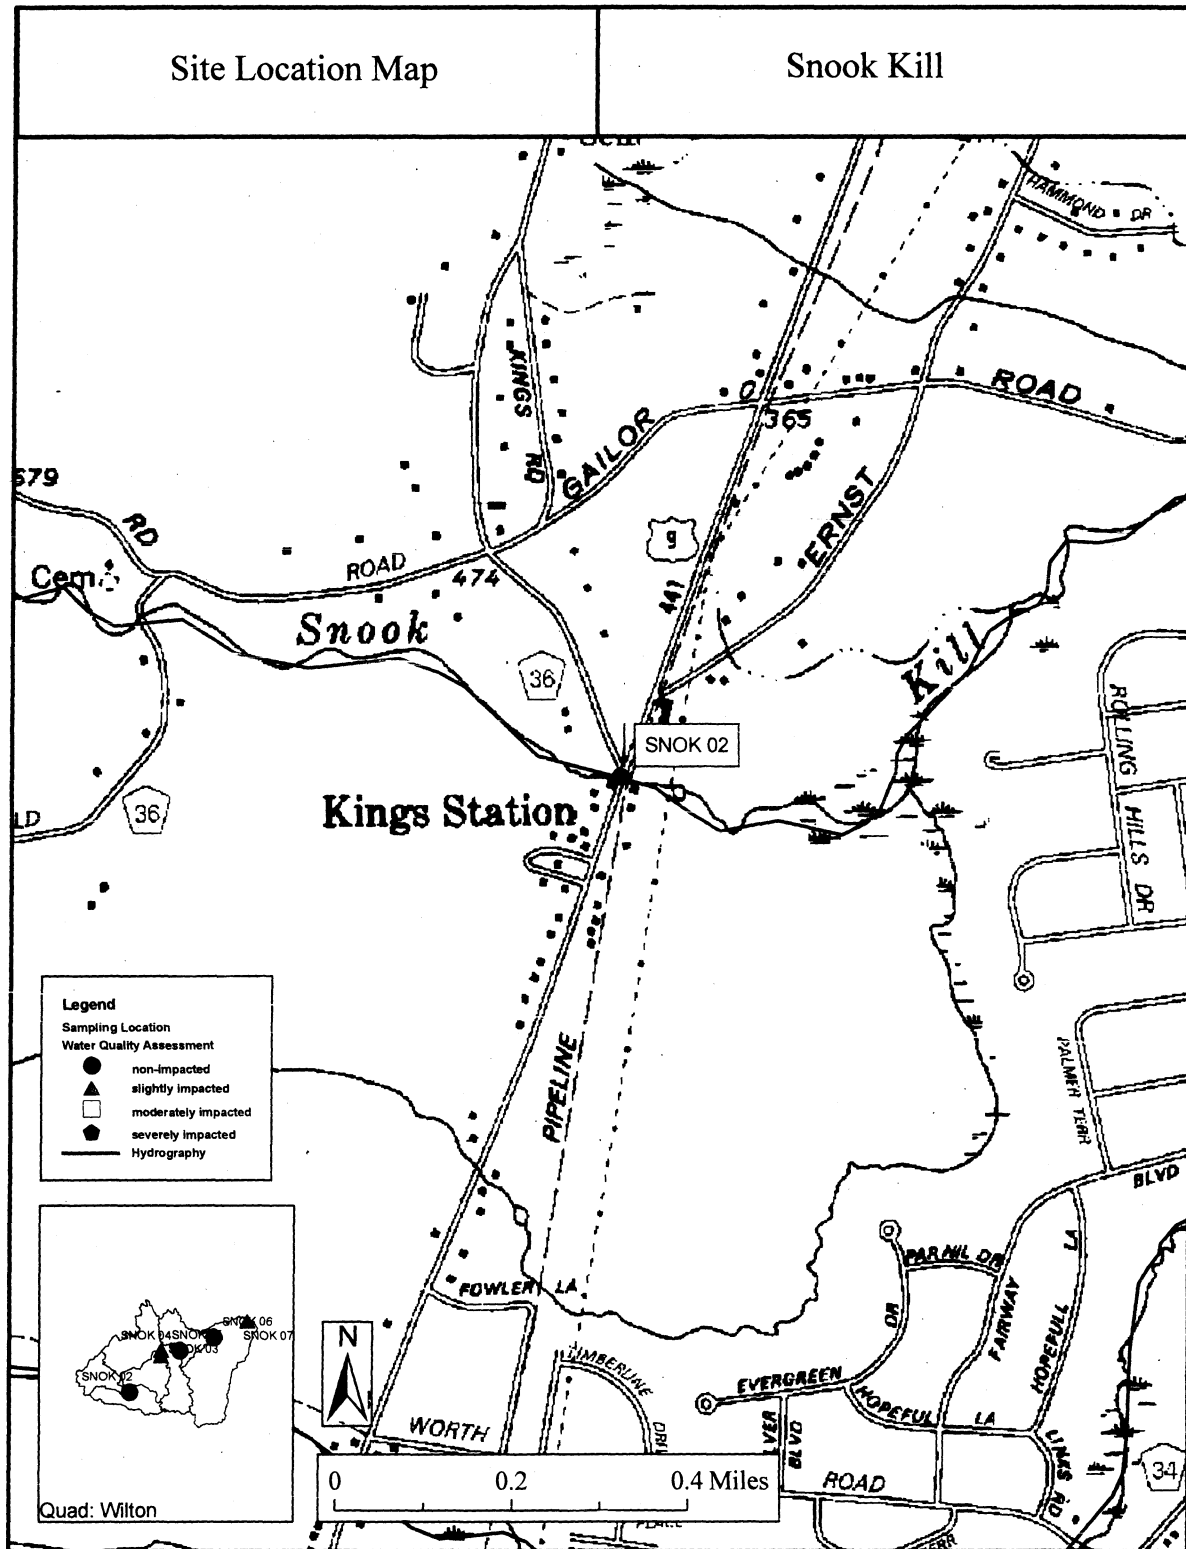 Site Location Map
Snook Kill
HAMMOND DR
KINGS RD
GAILOR
ROAD
365
679
RD
Cem
ROAD
474
9
441
ERNST
Snook
Kill
36
SNOK 02
Kings Station
36
LD
ROLLING HILLS DR
PIPELINE
PALMER TERR
BLVD
Legend
Sampling Location
Water Quality Assessment
non-impacted
slightly impacted
moderately impacted
severely impacted
Hydrography
FOWLER LA
PARNIL DR
DR
FAIRWAY
HOPEFULL LA
EVERGREEN
HOPEFUL LA
LINKS RD
TIMBERLINE
WORTH
BLVD
ROAD
34
SNOK 06
SNOK 07
SNOK 04
SNOK 03
SNOK 02
N
0 0.2 0.4 Miles
Quad: Wilton